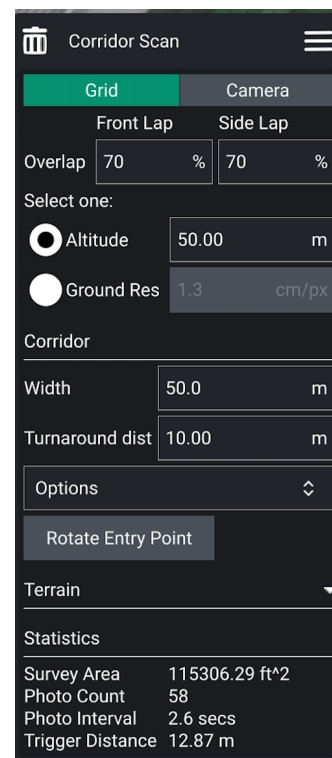 Corridor Scan
Grid Camera
Front Lap Side Lap
Overlap 70 % 70 %
Select one:
Altitude 50.00 m
Ground Res 1.3 cm/px
Corridor
Width 50.0 m
Turnaround dist 10.00 m
Options
Rotate Entry Point
Terrain
Statistics
Survey Area 115306.29 ft^2
Photo Count 58
Photo Interval 2.6 secs
Trigger Distance 12.87 m